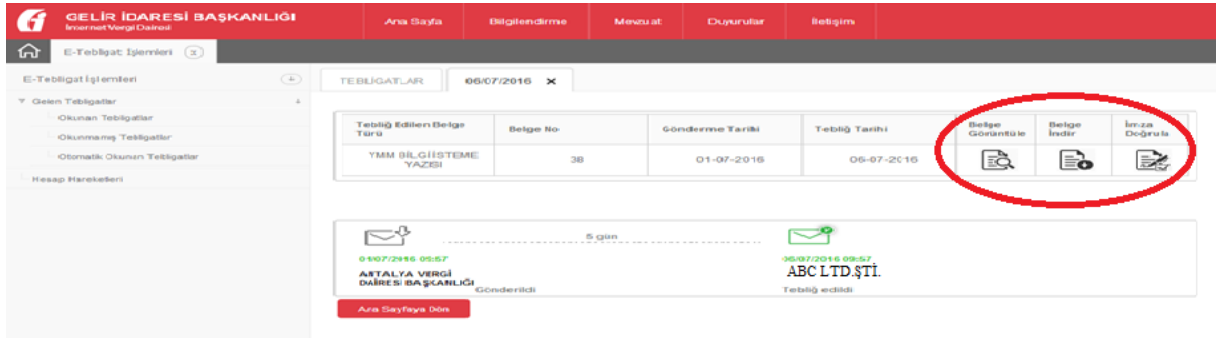 GELİR İDARESİ BAŞKANLIĞI
İnternet Vergi Dairesi
Ana Sayfa
Bilgilendirme
Mevzuat
Duyurular
İletişim
E-Tebligat İşlemleri
E-Tebligat İşlemleri
Gelen Tebligatlar
Okunan Tebligatlar
Okunmamış Tebligatlar
Otomatik Okunan Tebligatlar
Hesap Hareketleri
TEBLİGATLAR
06/07/2016
Tebliğ Edilen Belge
Türü
Belge No
Gönderme Tarihi
Tebliğ Tarihi
Belge
Görüntüle
Belge
İndir
İmza
Doğrula
YMM BİLGİ İSTEME
YAZISI
38
01-07-2016
06-07-2016
5 gün
01/07/2016 09:57
06/07/2016 09:57
ANTALYA VERGİ
DAİRESİ BAŞKANLIĞI
Gönderildi
ABC LTD.ŞTİ.
Tebliğ edildi
Ana Sayfaya Dön